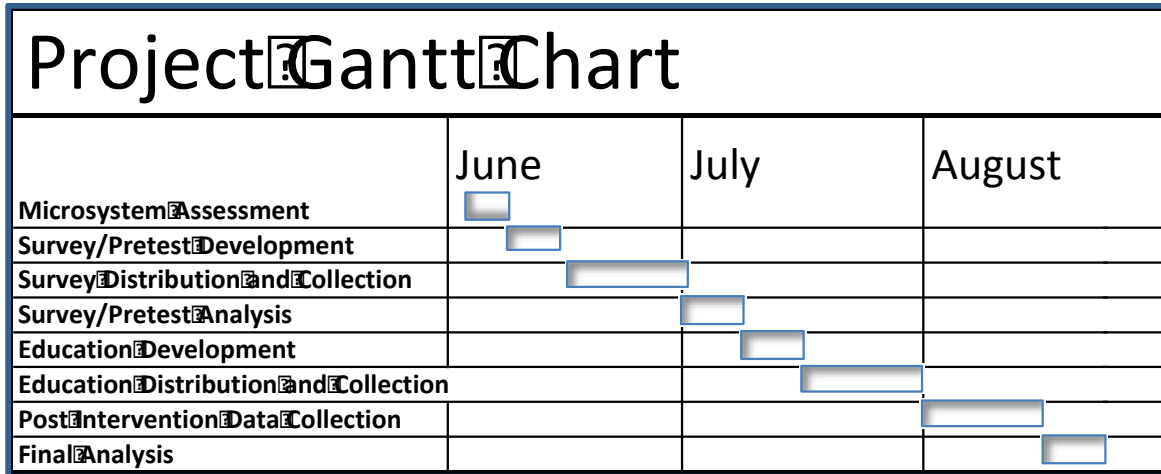 Project Gantt Chart
June July August
Microsystem Assessment
Survey/Pretest Development
Survey Distribution and Collection
Survey/Pretest Analysis
Education Development
Education Distribution and Collection
Post Intervention Data Collection
Final Analysis